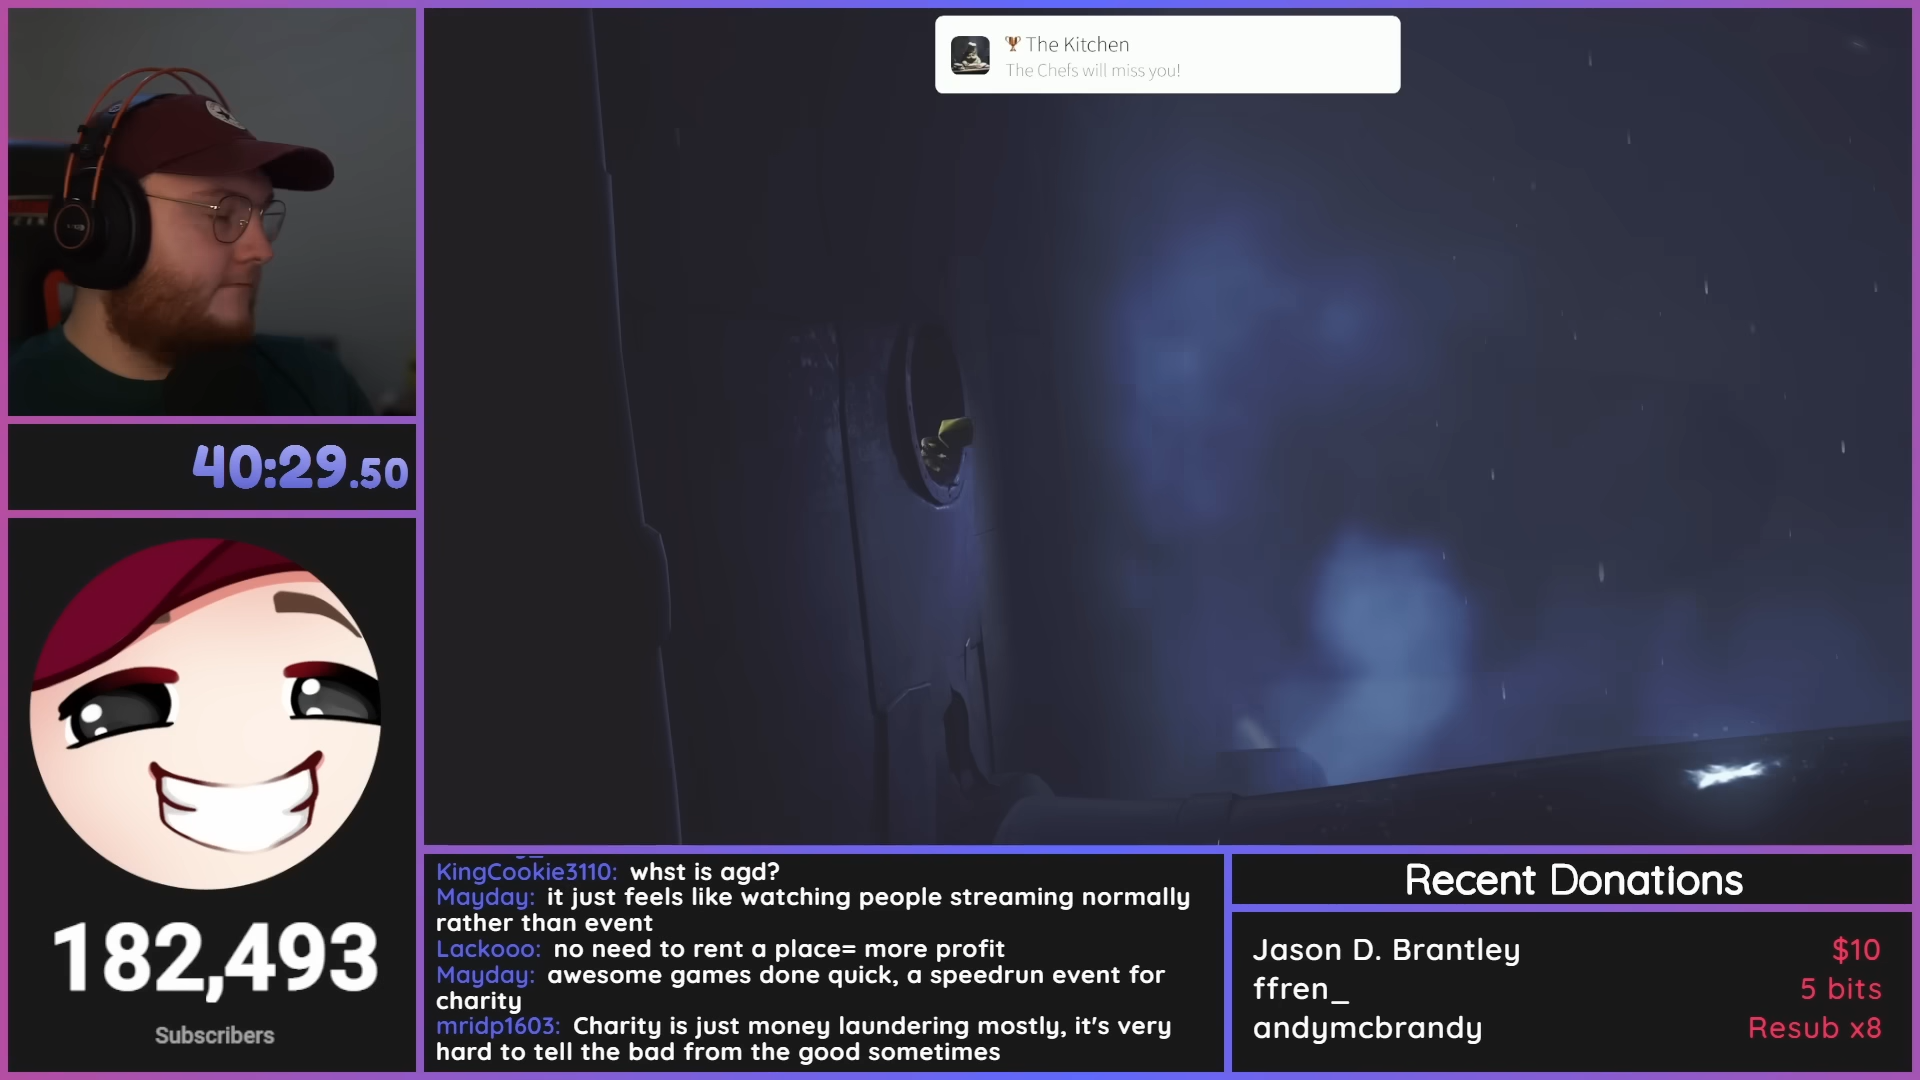 The Kitchen
The Chefs will miss you!
40:29.50
182,493
Subscribers
KingCookie3110: whst is agd?
Mayday: it just feels like watching people streaming normally
rather than event
Lackooo: no need to rent a place= more profit
Mayday: awesome games done quick, a speedrun event for
charity
mridp1603: Charity is just money laundering mostly, it's very
hard to tell the bad from the good sometimes
Recent Donations
Jason D. Brantley $10
ffren_ 5 bits
andymcbrandy Resub x8